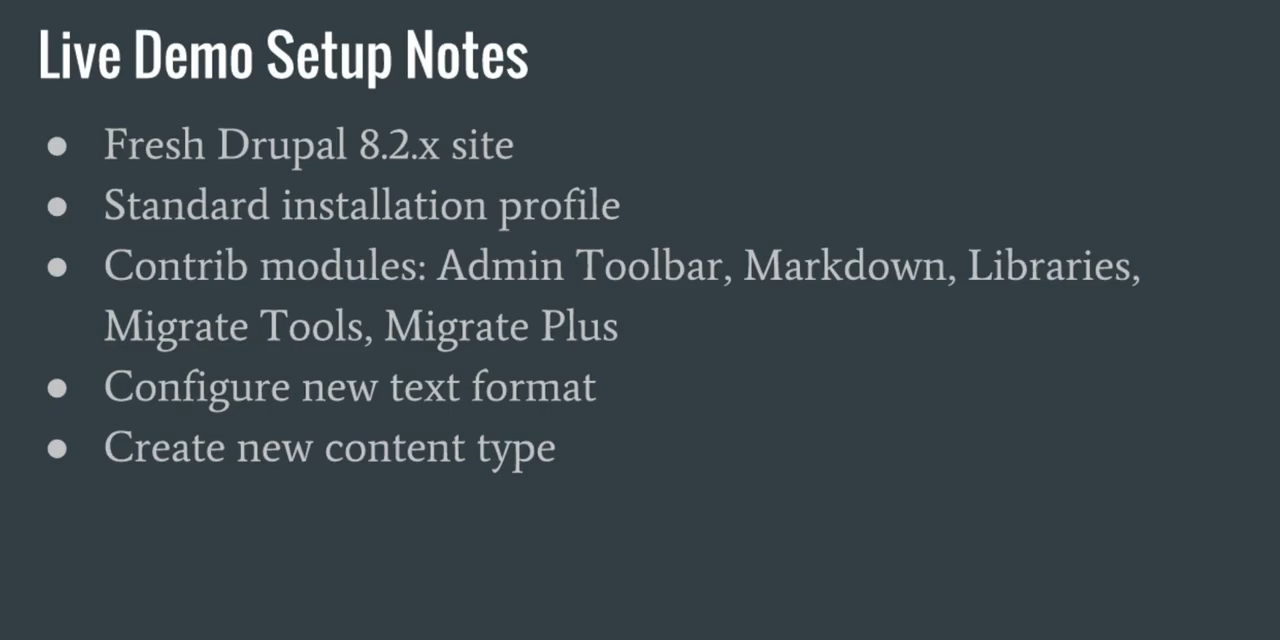 Live Demo Setup Notes
● Fresh Drupal 8.2.x site
● Standard installation profile
● Contrib modules: Admin Toolbar, Markdown, Libraries,
Migrate Tools, Migrate Plus
● Configure new text format
● Create new content type